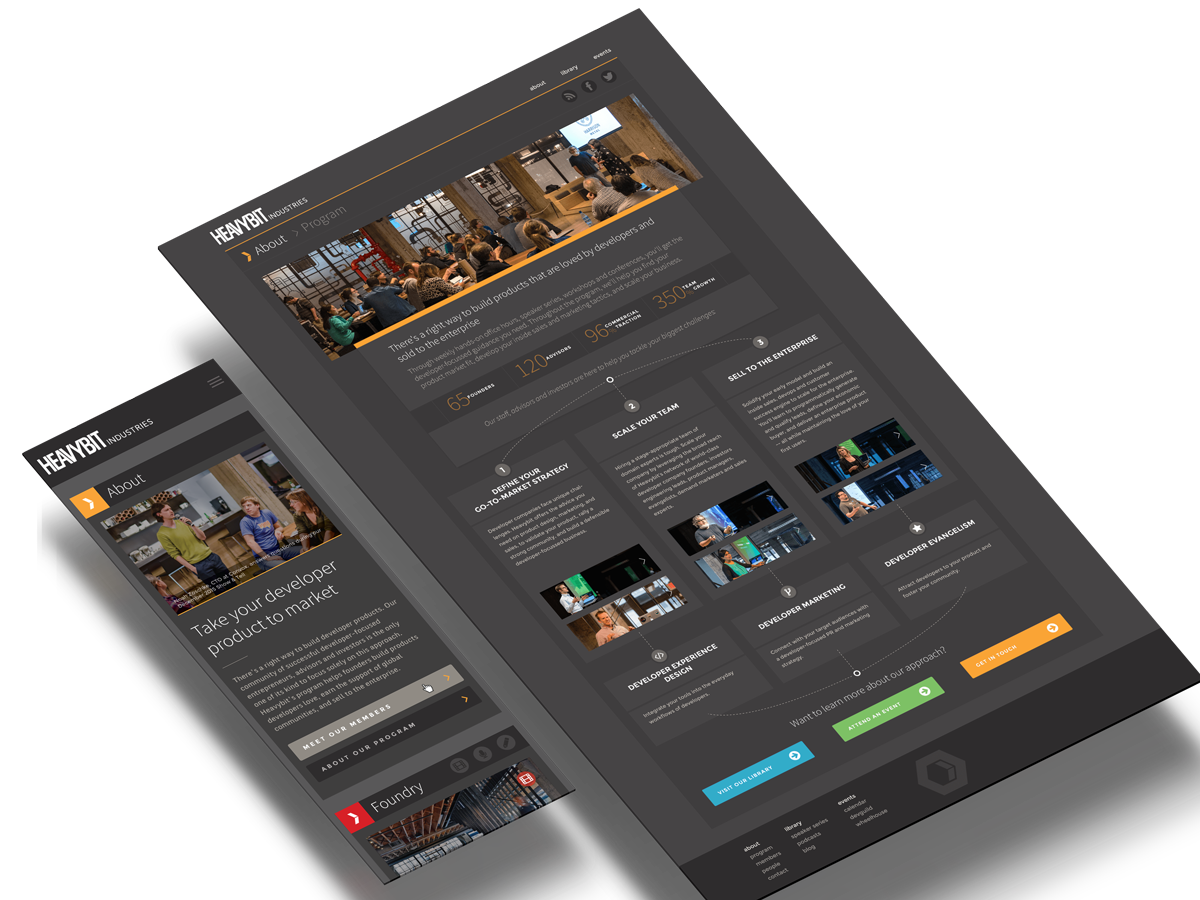 about
library
events
HEAVYBIT INDUSTRIES
About
Program
There's a right way to build products that are loved by developers and
sold to the enterprise
Through weekly hands-on office hours, speaker series, workshops and conferences, you'll get the
developer-focused guidance you need. Throughout the program, we'll help you find your
product market fit, develop your inside sales and marketing tactics, and scale your business.
65 FOUNDERS
120 ADVISORS
96 COMMERCIAL
TRACTION
350 TEAM
GROWTH
Our staff, advisors and investors are here to help you tackle your biggest challenges
1
DEFINE YOUR
GO-TO-MARKET STRATEGY
Developer companies face unique chal-
lenges. Heavybit offers the advice you
need on product design, marketing, and
sales, to validate your product, rally a
strong community, and build a defensible
developer-focused business.
2
SCALE YOUR TEAM
Hiring a stage-appropriate team of
domain experts is tough. Scale your
company by leveraging the broad reach
of Heavybit's network of world-class
developer company founders, investors
engineering leads, product managers,
evangelists, demand marketers and sales
experts.
3
SELL TO THE ENTERPRISE
Solidify your early model and build an
inside sales, devops and customer
success engine to scale for the enterprise.
You'll learn to programmatically generate
and qualify leads, define your economic
buyer, and deliver an enterprise product
— all while maintaining the love of your
first users.
DEVELOPER EXPERIENCE
DESIGN
Integrate your tools into the everyday
workflows of developers.
DEVELOPER MARKETING
Connect with your target audiences with
a developer-focused PR and marketing
strategy.
DEVELOPER EVANGELISM
Attract developers to your product and
foster your community.
Want to learn more about our approach?
VISIT OUR LIBRARY
ATTEND AN EVENT
GET IN TOUCH
about
program
members
people
contact
library
speaker series
podcasts
blog
events
calendar
devguild
wheelhouse
HEAVYBIT INDUSTRIES
About
CTO at
answers questions during our
December 2013 Show & Tell
Take your developer
product to market
There's a right way to build developer products. Our
community of successful developer-focused
entrepreneurs, advisors and investors is the only
one of its kind to focus solely on this approach.
Heavybit's program helps founders build products
developers love, earn the support of global
communities, and sell to the enterprise.
MEET OUR MEMBERS
ABOUT OUR PROGRAM
Foundry